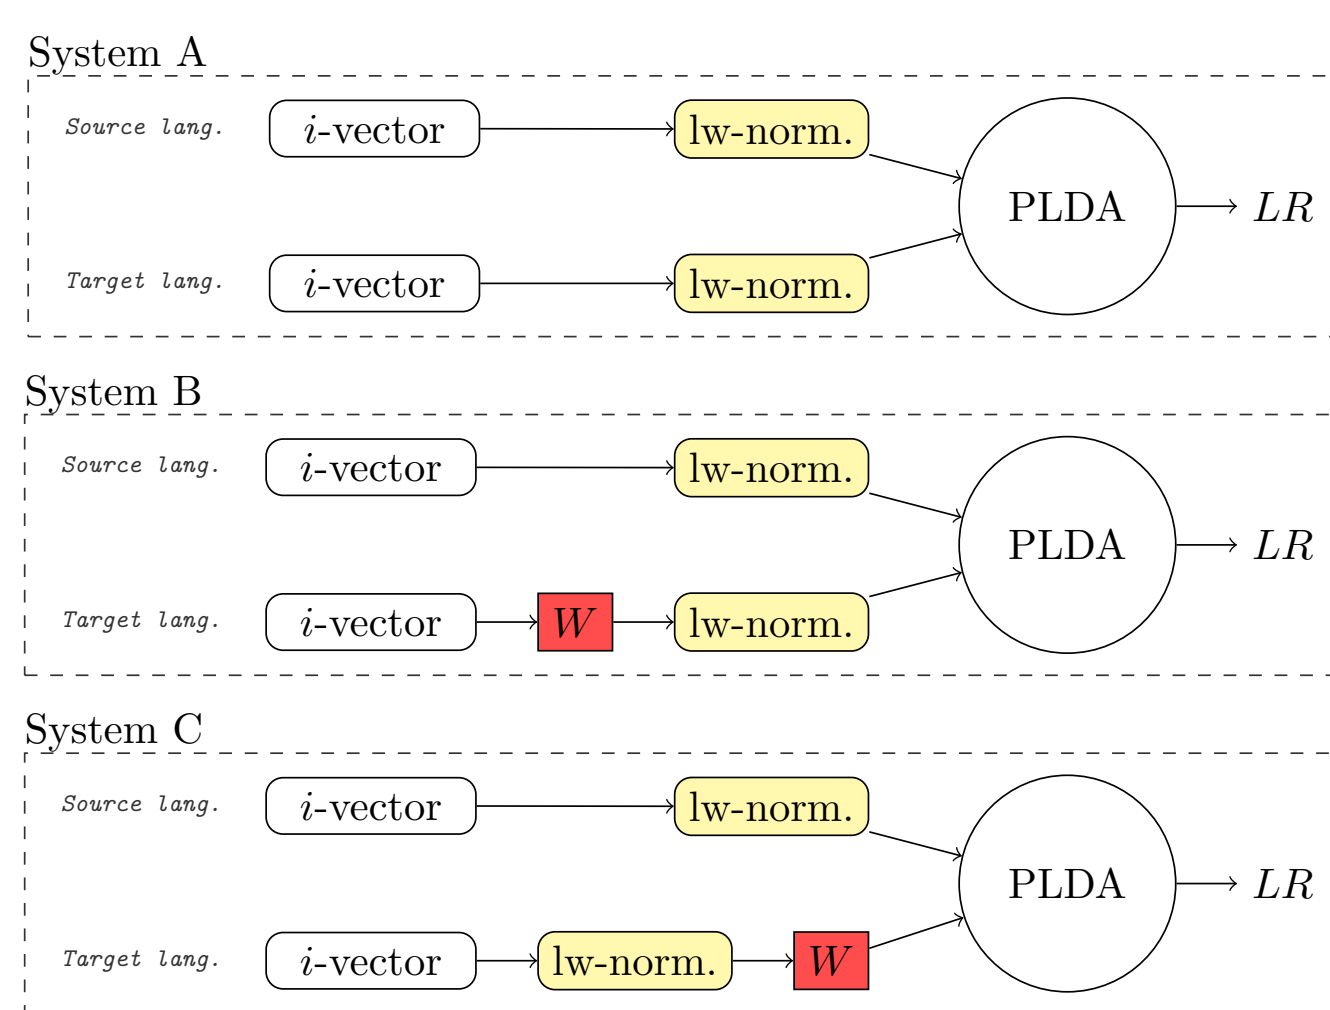 System A
Source lang. i-vector lw-norm.
PLDA LR
Target lang. i-vector lw-norm.
System B
Source lang. i-vector lw-norm.
PLDA LR
Target lang. i-vector W lw-norm.
System C
Source lang. i-vector lw-norm.
PLDA LR
Target lang. i-vector lw-norm. W